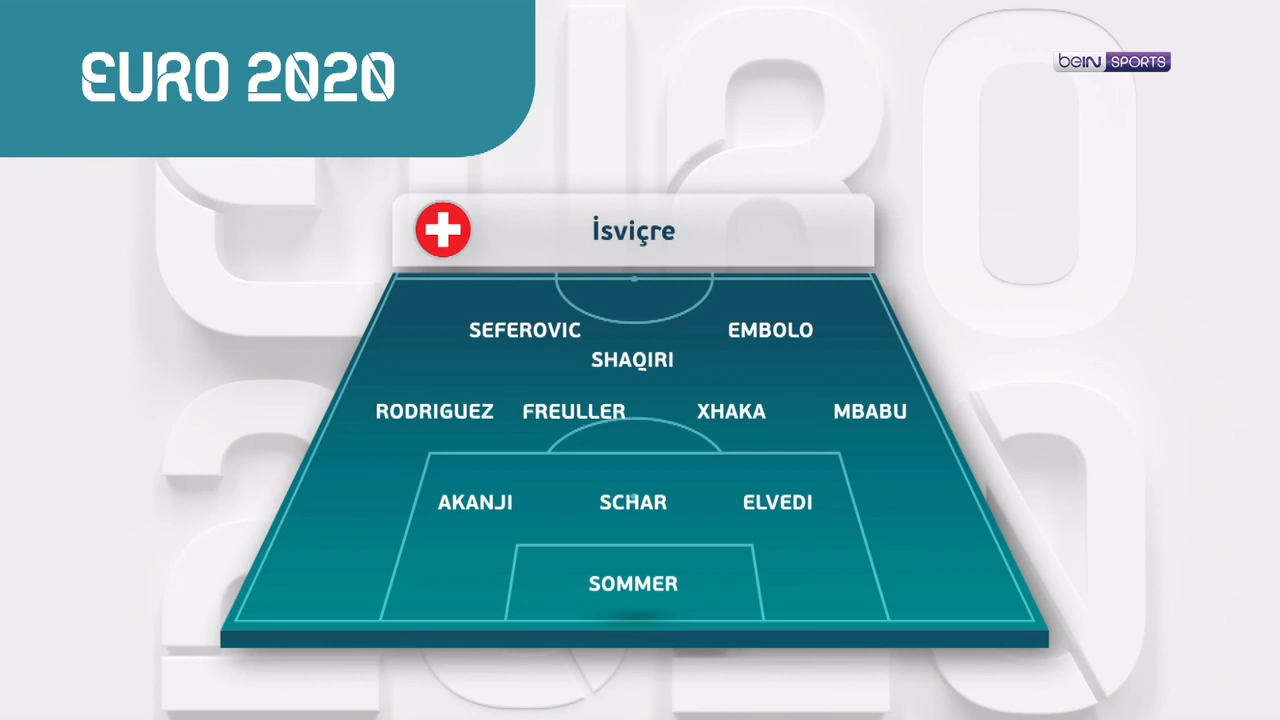 EURO 2020
beIN SPORTS
İsviçre
SEFEROVIC EMBOLO
SHAQIRI
RODRIGUEZ FREULLER XHAKA MBABU
AKANJI SCHAR ELVEDI
SOMMER